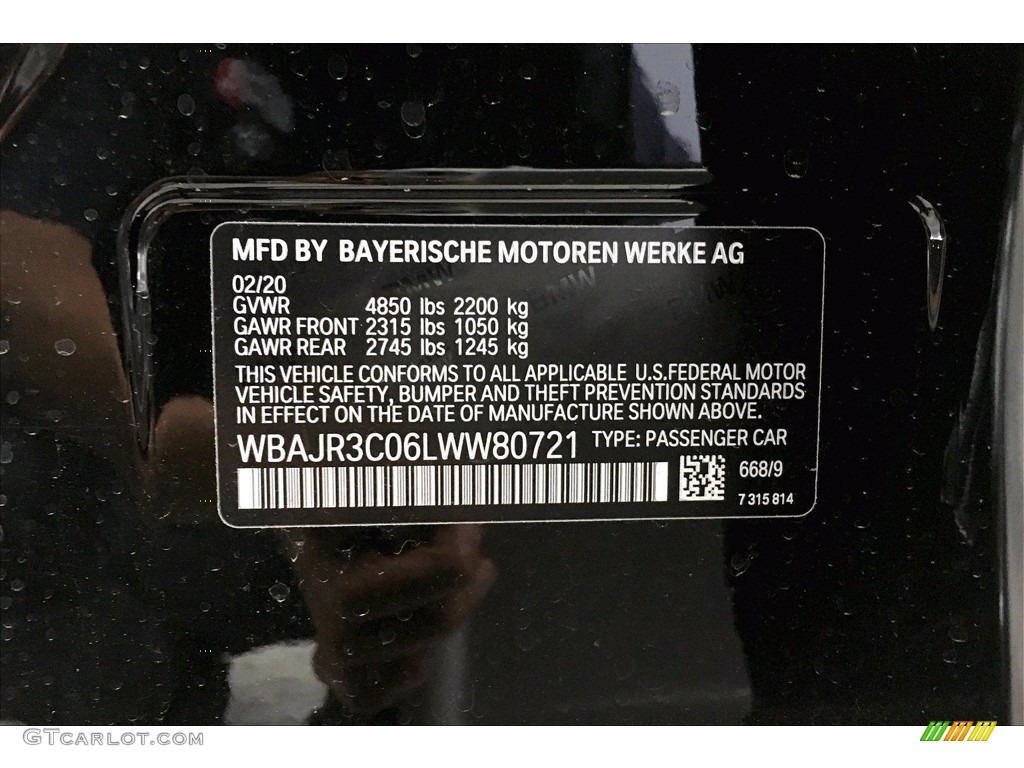 MFD BY BAYERISCHE MOTOREN WERKE AG
02/20
GVWR 4850 lbs 2200 kg
GAWR FRONT 2315 lbs 1050 kg
GAWR REAR 2745 lbs 1245 kg
THIS VEHICLE CONFORMS TO ALL APPLICABLE U.S.FEDERAL MOTOR
VEHICLE SAFETY, BUMPER AND THEFT PREVENTION STANDARDS
IN EFFECT ON THE DATE OF MANUFACTURE SHOWN ABOVE.
WBAJR3C06LWW80721 TYPE: PASSENGER CAR
668/9
7 315 814
BMW BMW BMW
GTcarlot.com